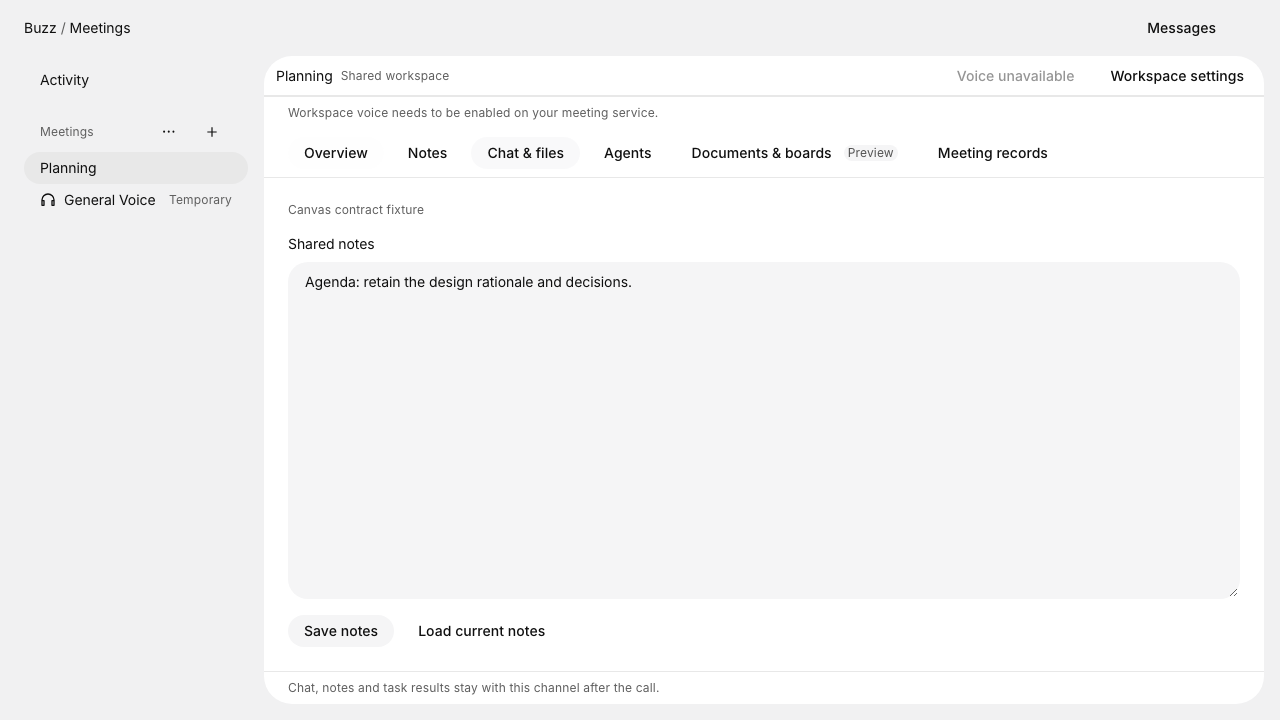 Buzz / Meetings
Messages
Activity
Meetings
Planning
General Voice Temporary
Planning Shared workspace
Voice unavailable
Workspace settings
Workspace voice needs to be enabled on your meeting service.
Overview Notes Chat & files Agents Documents & boards Preview Meeting records
Canvas contract fixture
Shared notes
Agenda: retain the design rationale and decisions.
Save notes Load current notes
Chat, notes and task results stay with this channel after the call.